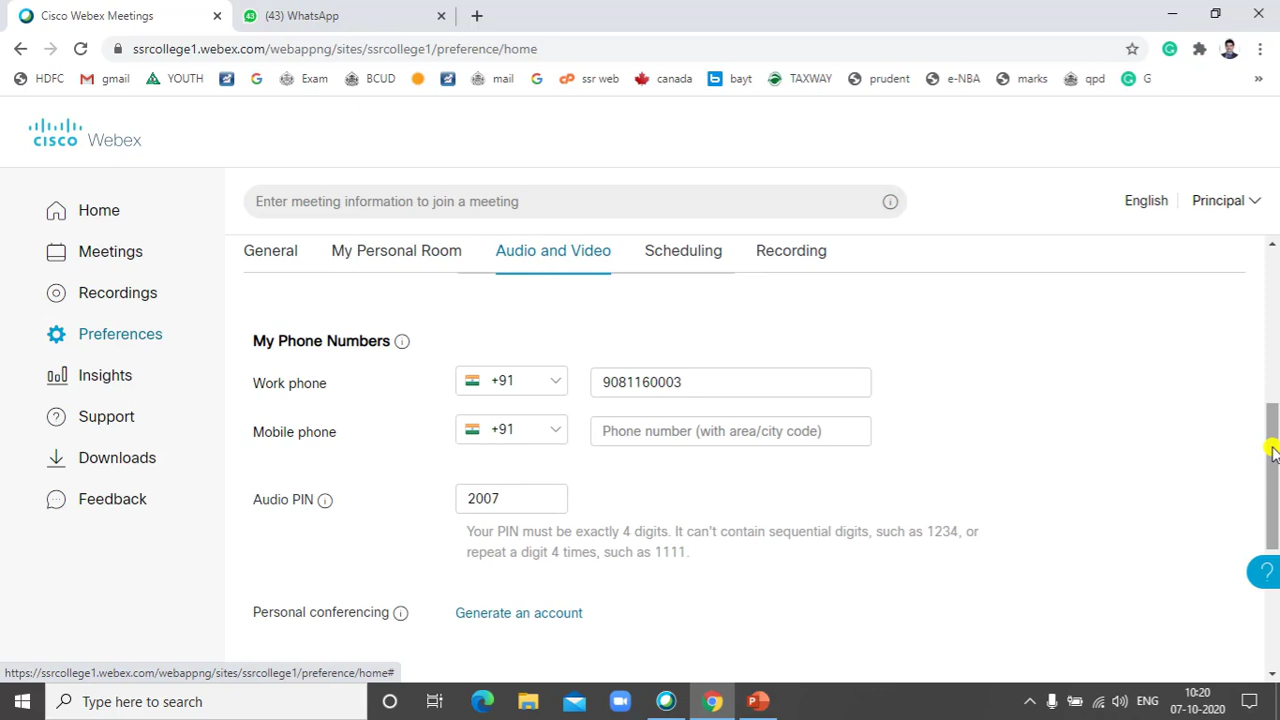 Cisco Webex Meetings
(43) WhatsApp
ssrcollege1.webex.com/webappng/sites/ssrcollege1/preference/home
HDFC
gmail
YOUTH
Exam
BCUD
mail
ssr web
canada
bayt
TAXWAY
prudent
e-NBA
marks
qpd
G
»
CISCO Webex
Enter meeting information to join a meeting
English
Principal
Home
Meetings
Recordings
Preferences
Insights
Support
Downloads
Feedback
General
My Personal Room
Audio and Video
Scheduling
Recording
My Phone Numbers
Work phone
+91
9081160003
Mobile phone
+91
Phone number (with area/city code)
Audio PIN
2007
Your PIN must be exactly 4 digits. It can't contain sequential digits, such as 1234, or
repeat a digit 4 times, such as 1111.
Personal conferencing
Generate an account
?
https://ssrcollege1.webex.com/webappng/sites/ssrcollege1/preference/home#
Type here to search
ENG
10:20
07-10-2020